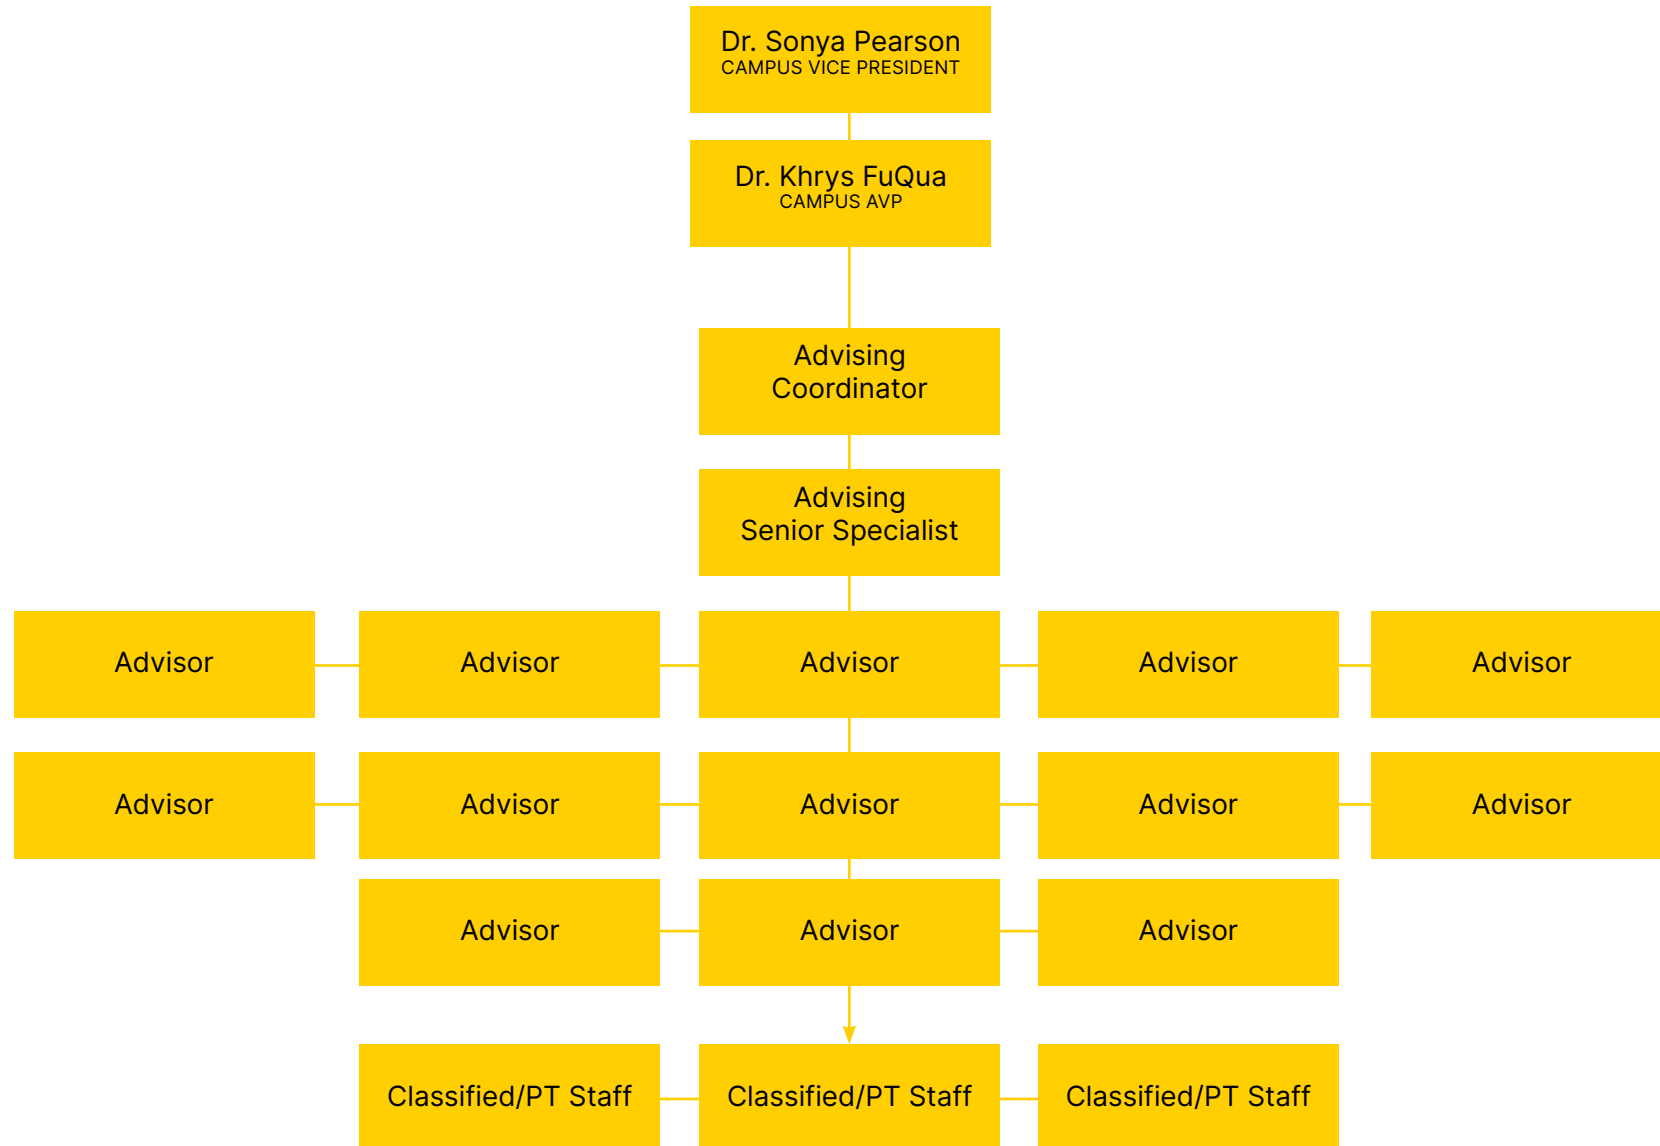 Dr. Sonya Pearson
CAMPUS VICE PRESIDENT
Dr. Khrys FuQua
CAMPUS AVP
Advising
Coordinator
Advising
Senior Specialist
Advisor
Advisor
Advisor
Advisor
Advisor
Advisor
Advisor
Advisor
Advisor
Advisor
Advisor
Advisor
Advisor
Classified/PT Staff
Classified/PT Staff
Classified/PT Staff